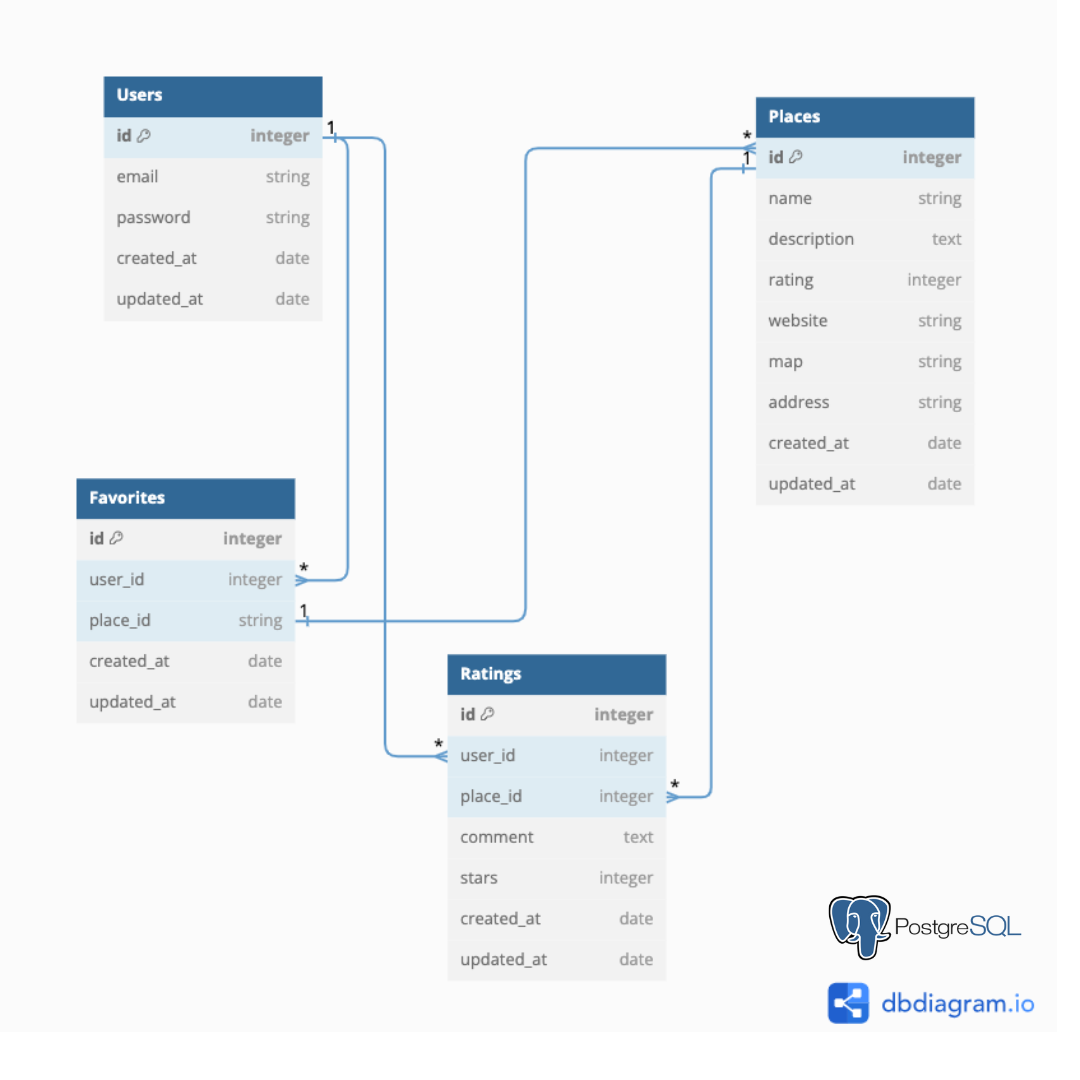 Users
id integer
email string
password string
created_at date
updated_at date
1
Places
id integer
name string
description text
rating integer
website string
map string
address string
created_at date
updated_at date
*
1
Favorites
id integer
user_id integer
place_id string
created_at date
updated_at date
*
1
Ratings
id integer
user_id integer
place_id integer
comment text
stars integer
created_at date
updated_at date
*
*
PostgreSQL
dbdiagram.io